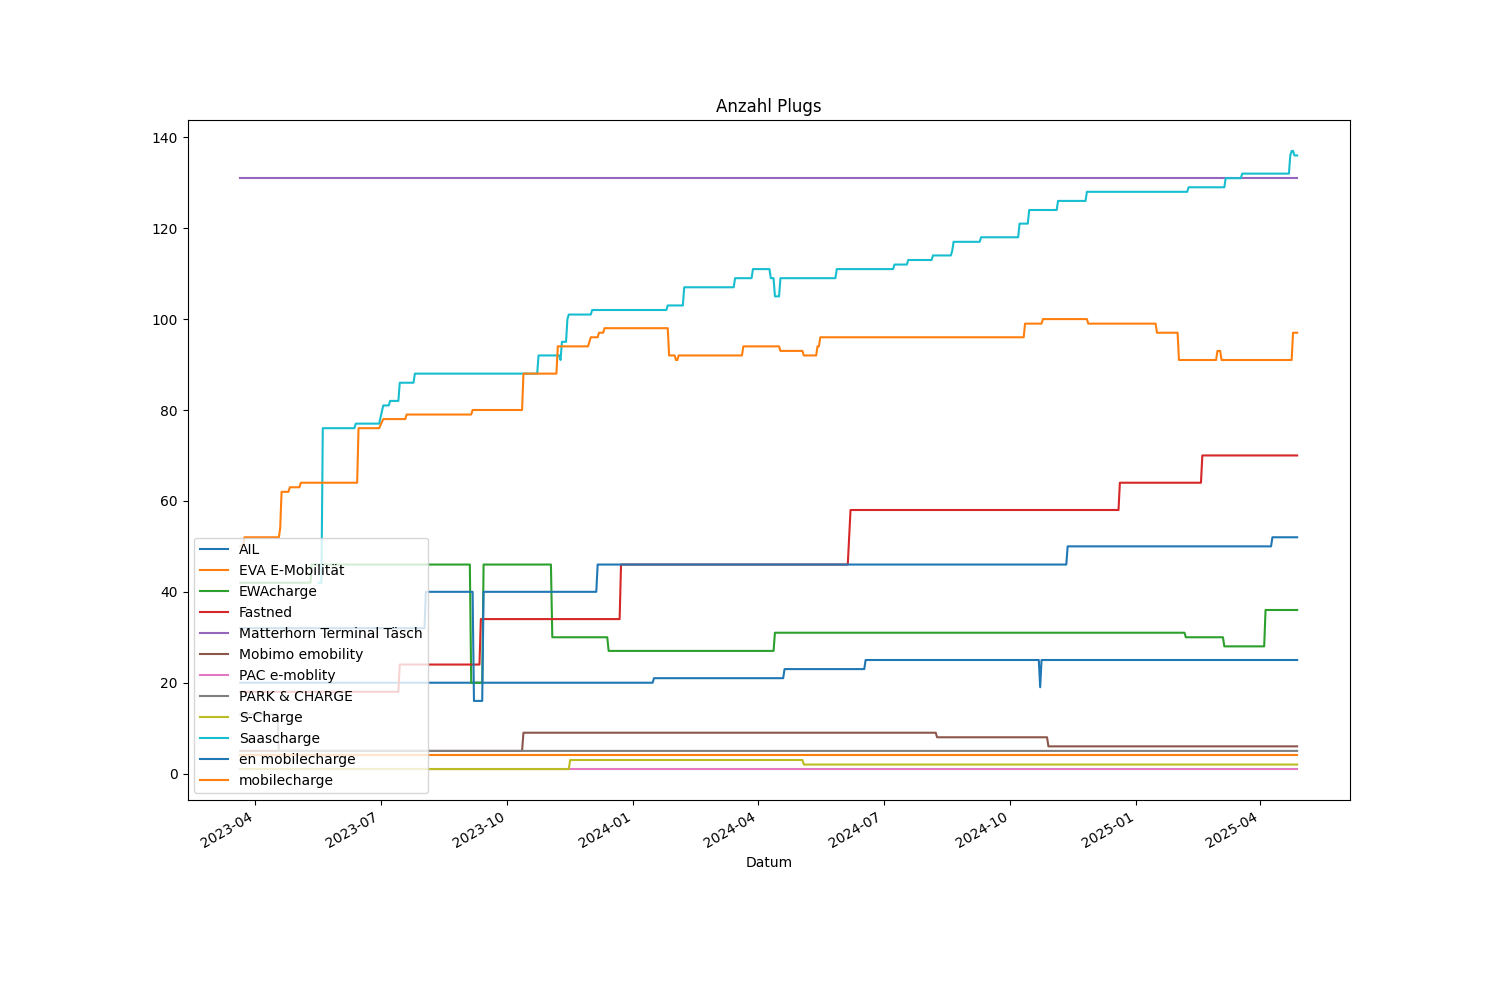 Anzahl Plugs
140
120
100
80
60
40
20
0
AIL
EVA E-Mobilität
EWAcharge
Fastned
Matterhorn Terminal Täsch
Mobimo emobility
PAC e-moblity
PARK & CHARGE
S-Charge
Saascharge
en mobilecharge
mobilecharge
2023-04
2023-07
2023-10
2024-01
2024-04
2024-07
2024-10
2025-01
2025-04
Datum